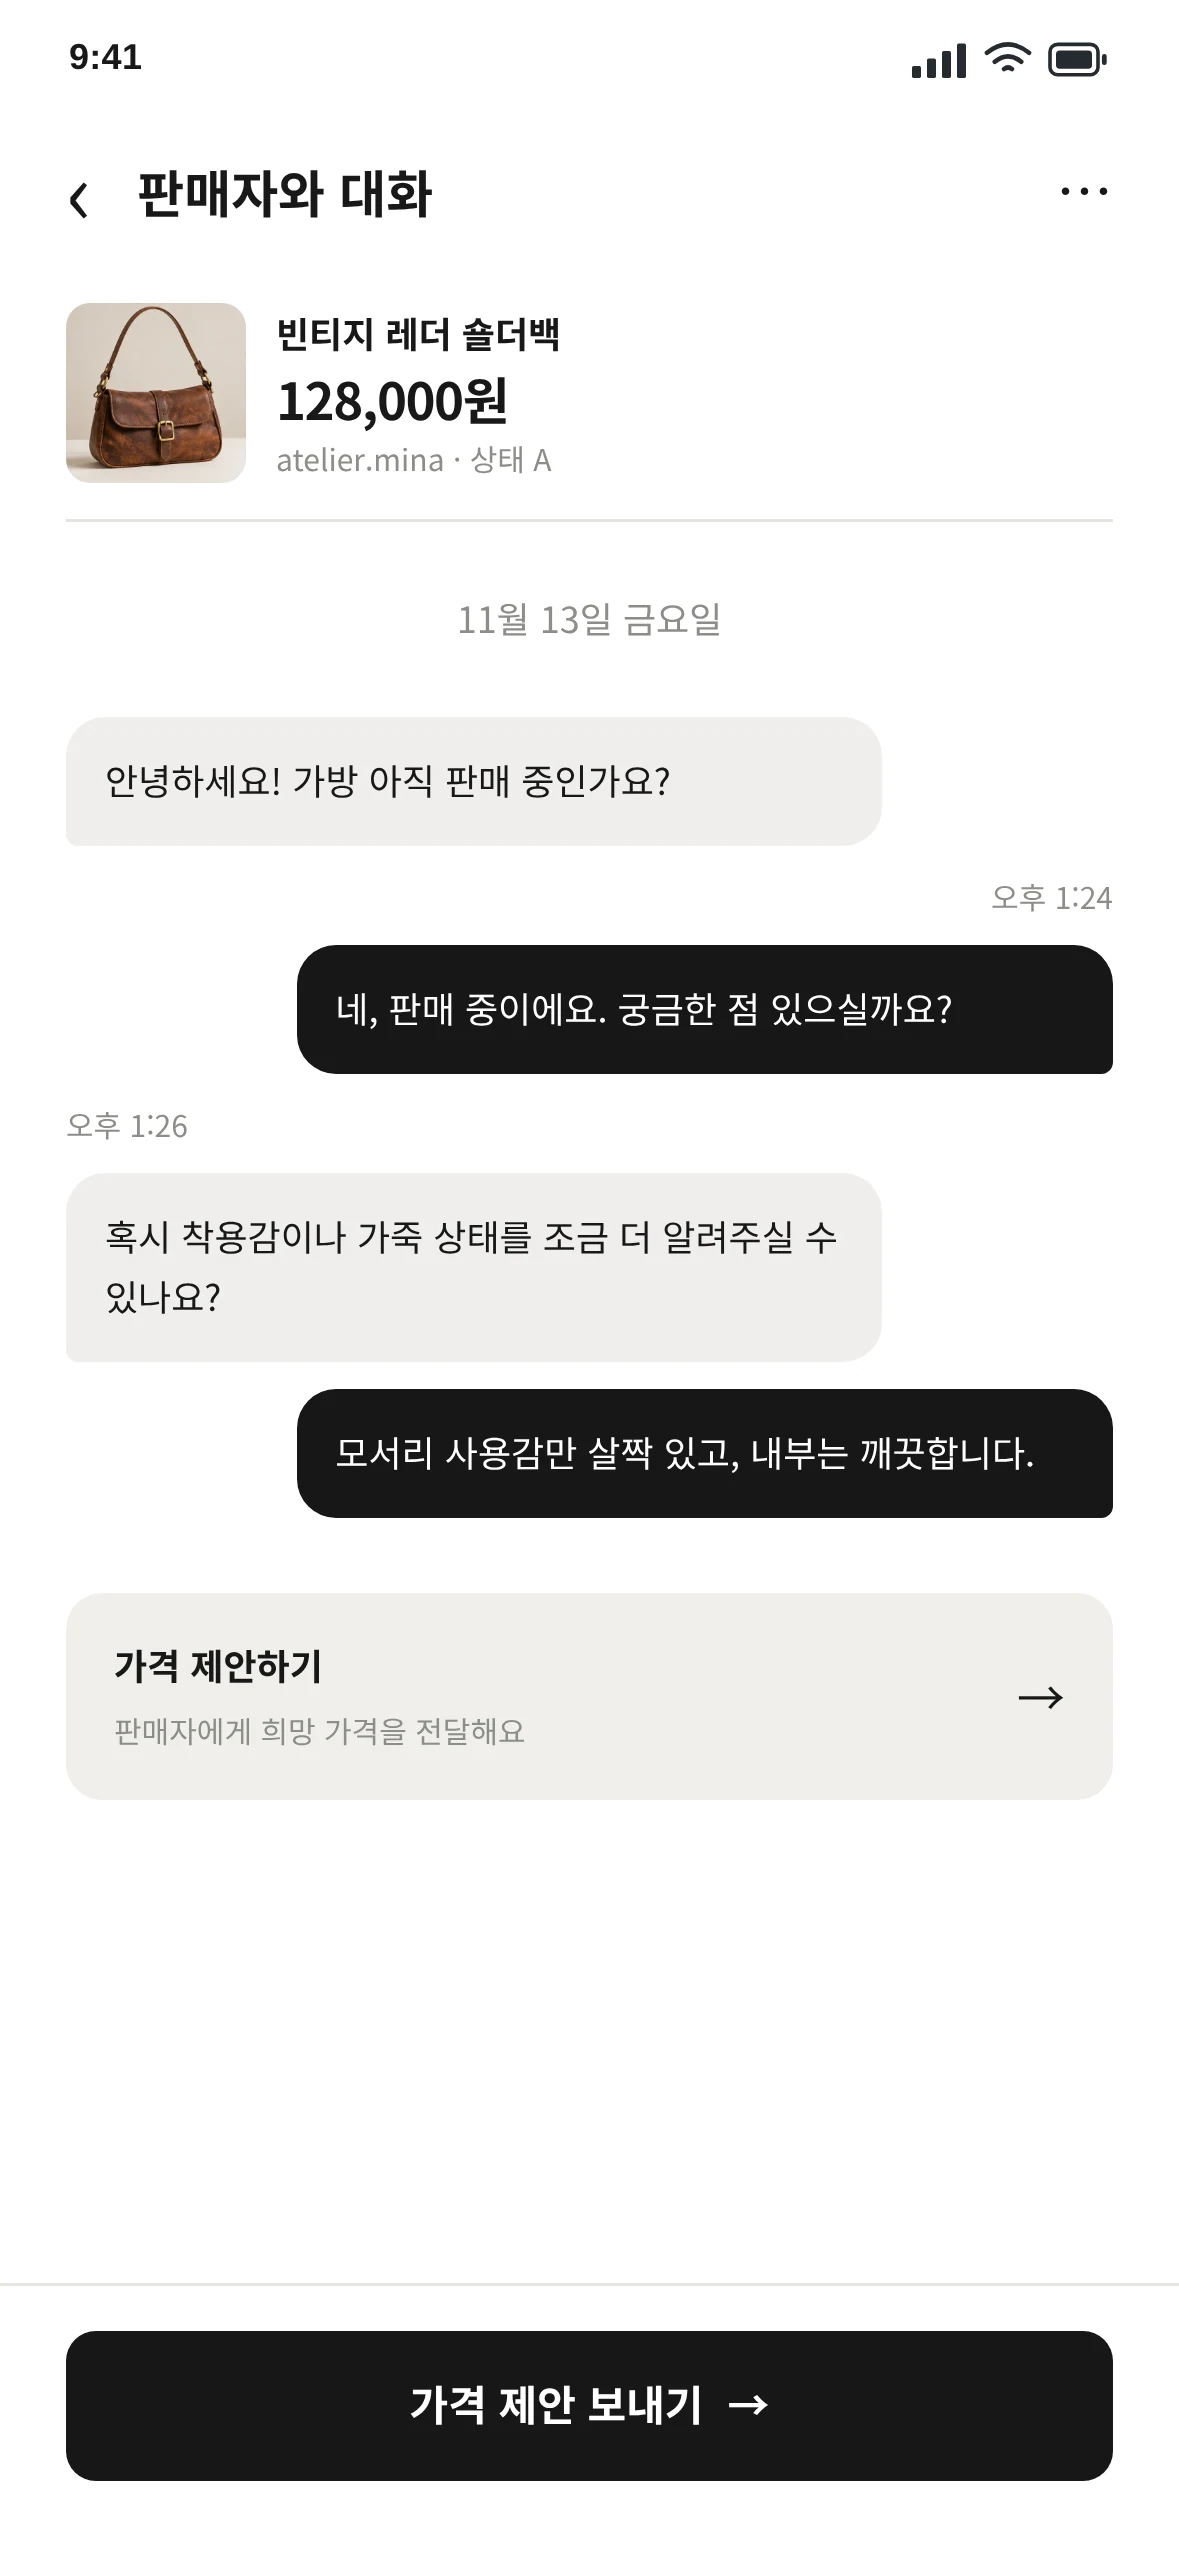 9:41
판매자와 대화
빈티지 레더 숄더백
128,000원
atelier.mina · 상태 A
11월 13일 금요일
안녕하세요! 가방 아직 판매 중인가요?
오후 1:24
네, 판매 중이에요. 궁금한 점 있으실까요?
오후 1:26
혹시 착용감이나 가죽 상태를 조금 더 알려주실 수
있나요?
모서리 사용감만 살짝 있고, 내부는 깨끗합니다.
가격 제안하기
판매자에게 희망 가격을 전달해요
가격 제안 보내기 →